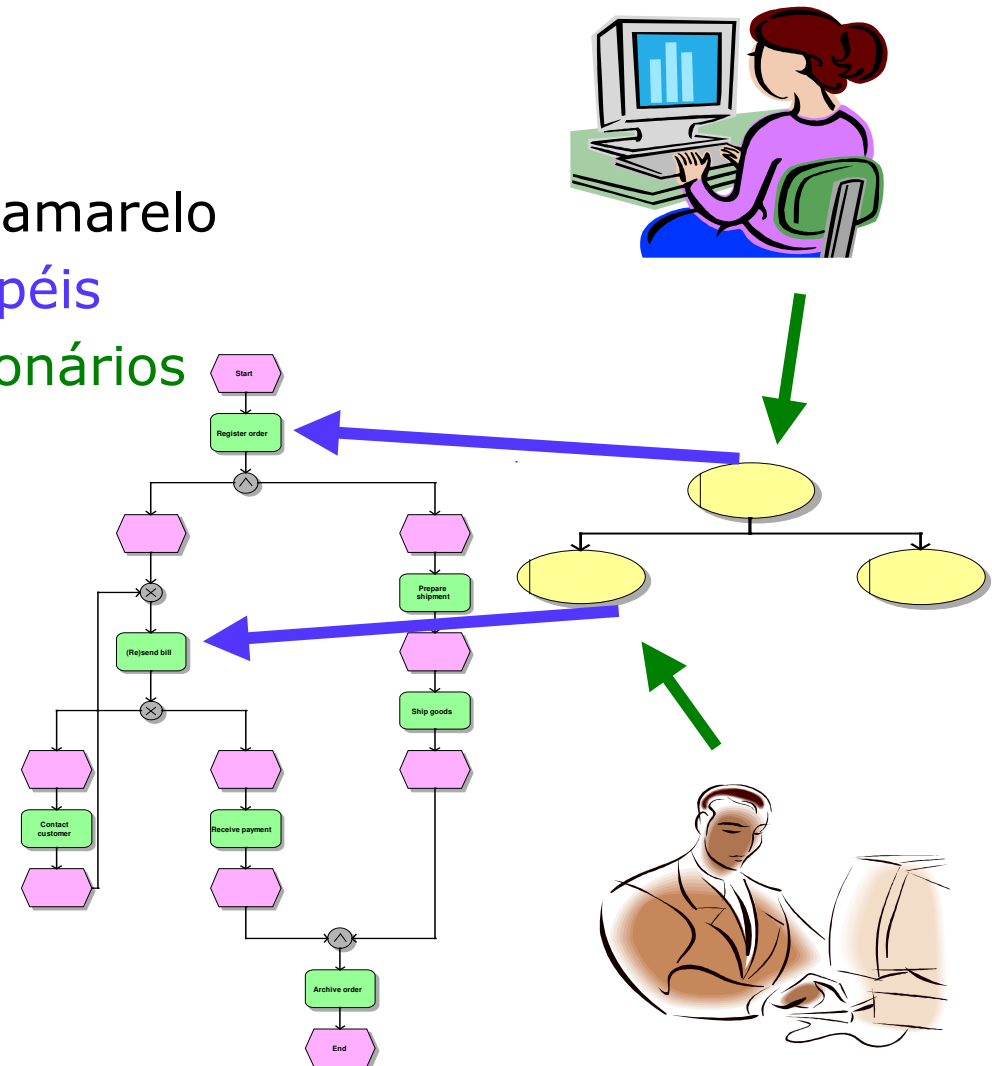 amarelo
péis
onários
Start
Register order
Prepare
shipment
(Re)send bill
Ship goods
Contact
customer
Receive payment
Archive order
End